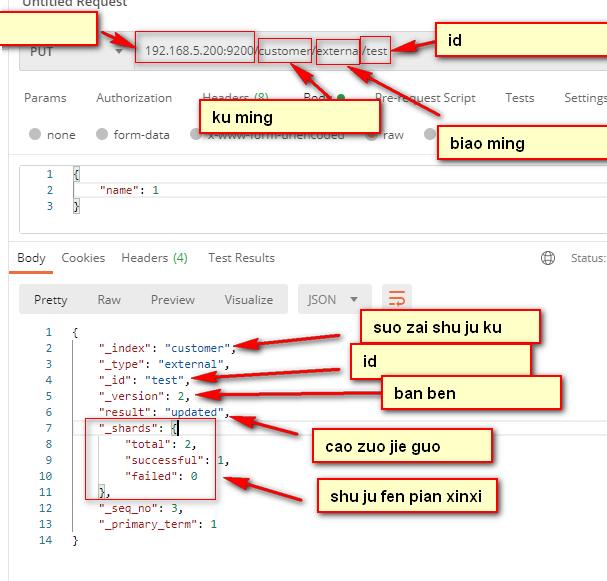 Untitled Request
PUT
192.168.5.200:9200/customer/externa/test
id
Params Authorization Headers (8) Body Pre-request Script Tests Settings
ku ming
biao ming
none form-data x-www-form-urlencoded raw
1 {
2 "name": 1
3 }
Body Cookies Headers (4) Test Results Status:
Pretty Raw Preview Visualize JSON
1 {
2 "_index": "customer",
3 "_type": "external",
4 "_id": "test",
5 "_version": 2,
6 "result": "updated",
7 "_shards": {
8 "total": 2,
9 "successful": 1,
10 "failed": 0
11 },
12 "_seq_no": 3,
13 "_primary_term": 1
14 }
suo zai shu ju ku
id
ban ben
cao zuo jie guo
shu ju fen pian xinxi